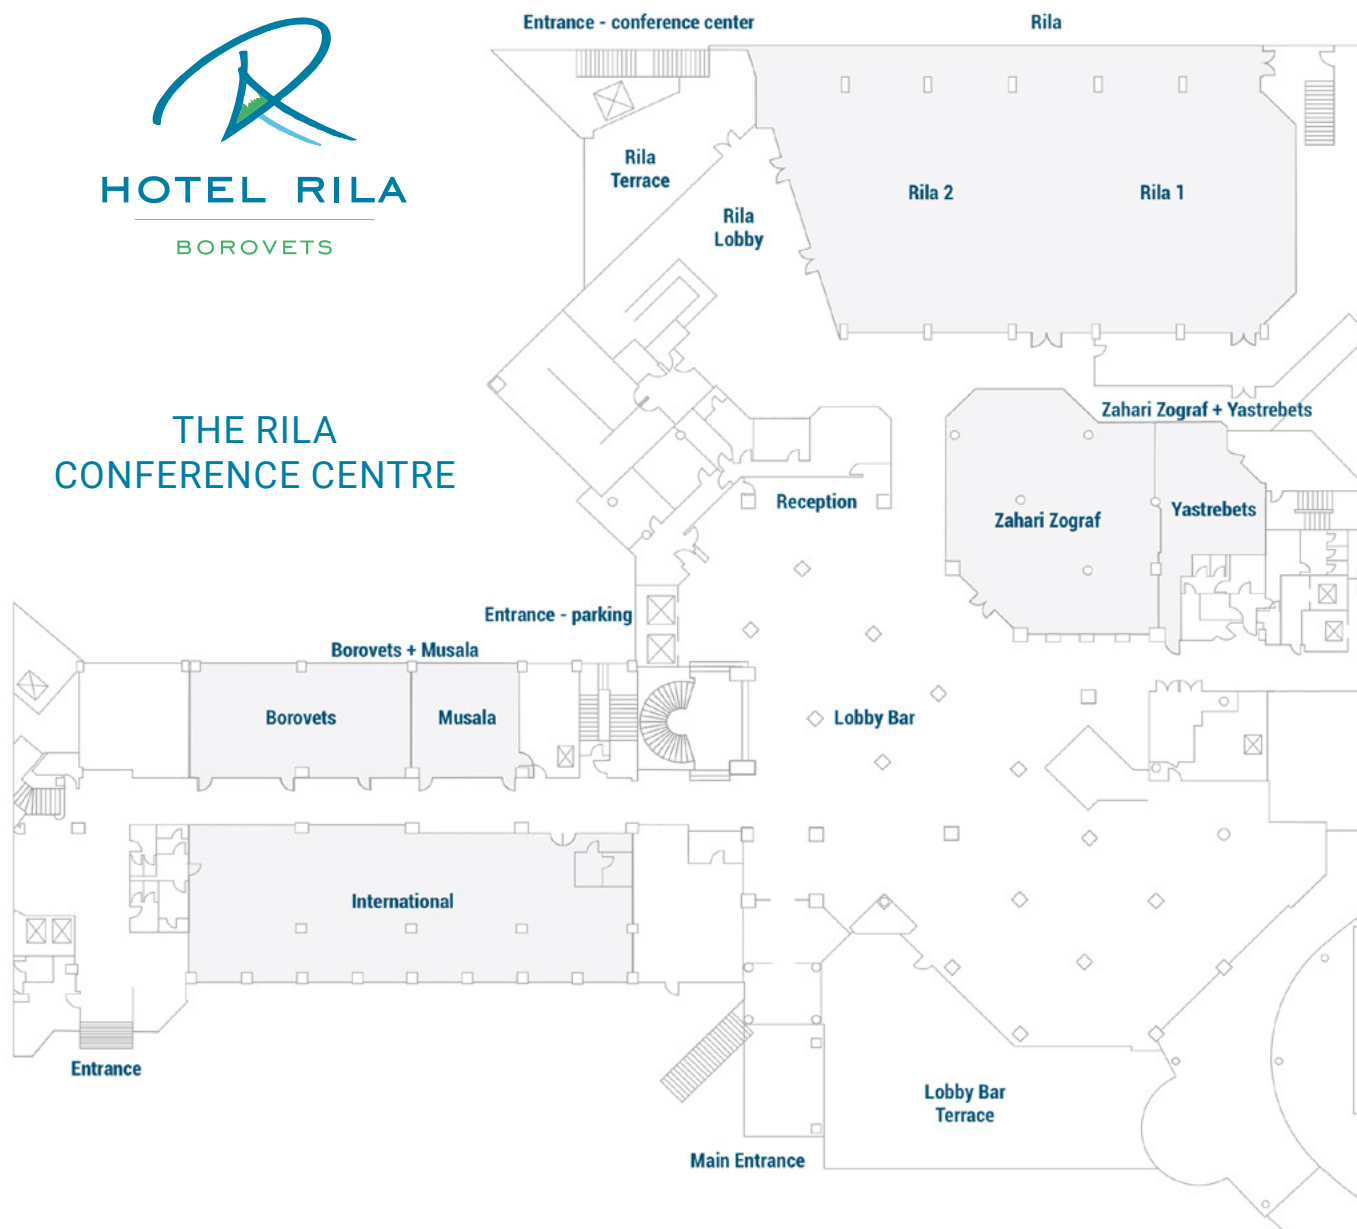 HOTEL RILA
BOROVETS
THE RILA
CONFERENCE CENTRE
Entrance - conference center
Rila
Rila
Terrace
Rila
Lobby
Rila 2
Rila 1
Zahari Zograf + Yastrebets
Reception
Zahari Zograf
Yastrebets
Entrance - parking
Borovets + Musala
Borovets
Musala
Lobby Bar
International
Entrance
Lobby Bar
Terrace
Main Entrance